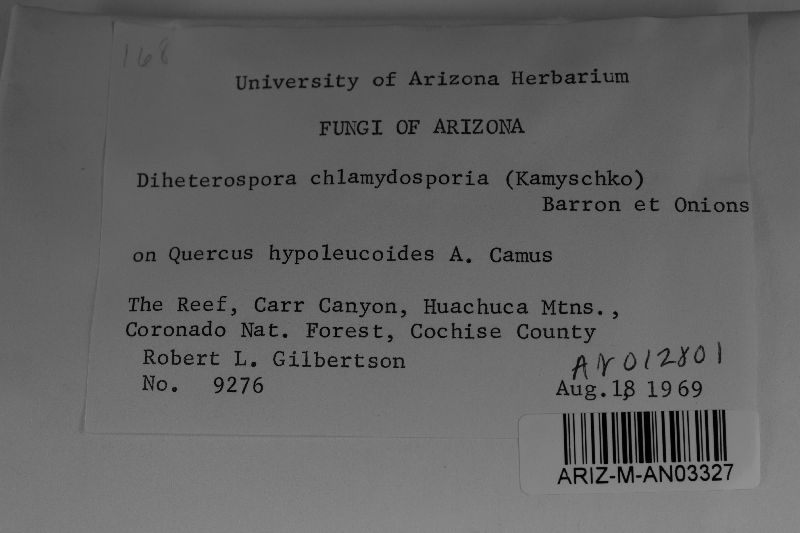 168
University of Arizona Herbarium
FUNGI OF ARIZONA
Diheterospora chlamydosporia (Kamyschko)
Barron et Onions
on Quercus hypoleucoides A. Camus
The Reef, Carr Canyon, Huachuca Mtns.,
Coronado Nat. Forest, Cochise County
Robert L. Gilbertson
AN012801
No. 9276
Aug. 18 1969
ARIZ-M-AN03327